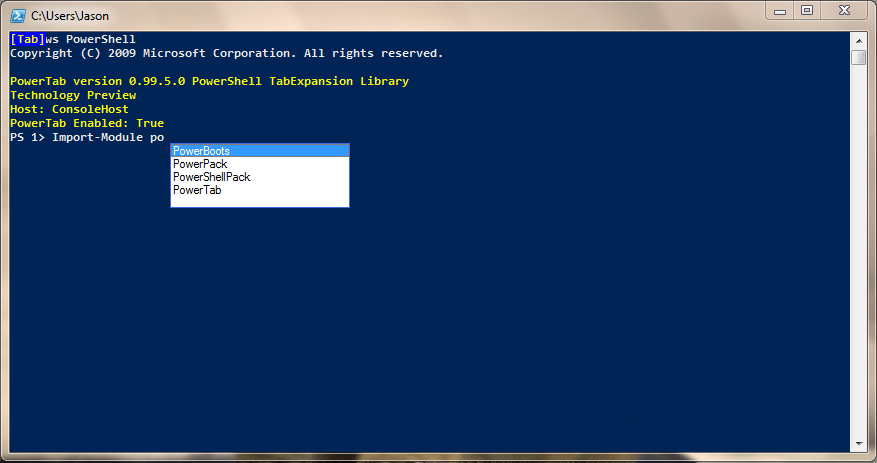 C:\Users\Jason
[Tab]ws PowerShell
Copyright (C) 2009 Microsoft Corporation. All rights reserved.
PowerTab version 0.99.5.0 PowerShell TabExpansion Library
Technology Preview
Host: ConsoleHost
PowerTab Enabled: True
PS 1> Import-Module po
PowerBoots
PowerPack
PowerShellPack
PowerTab